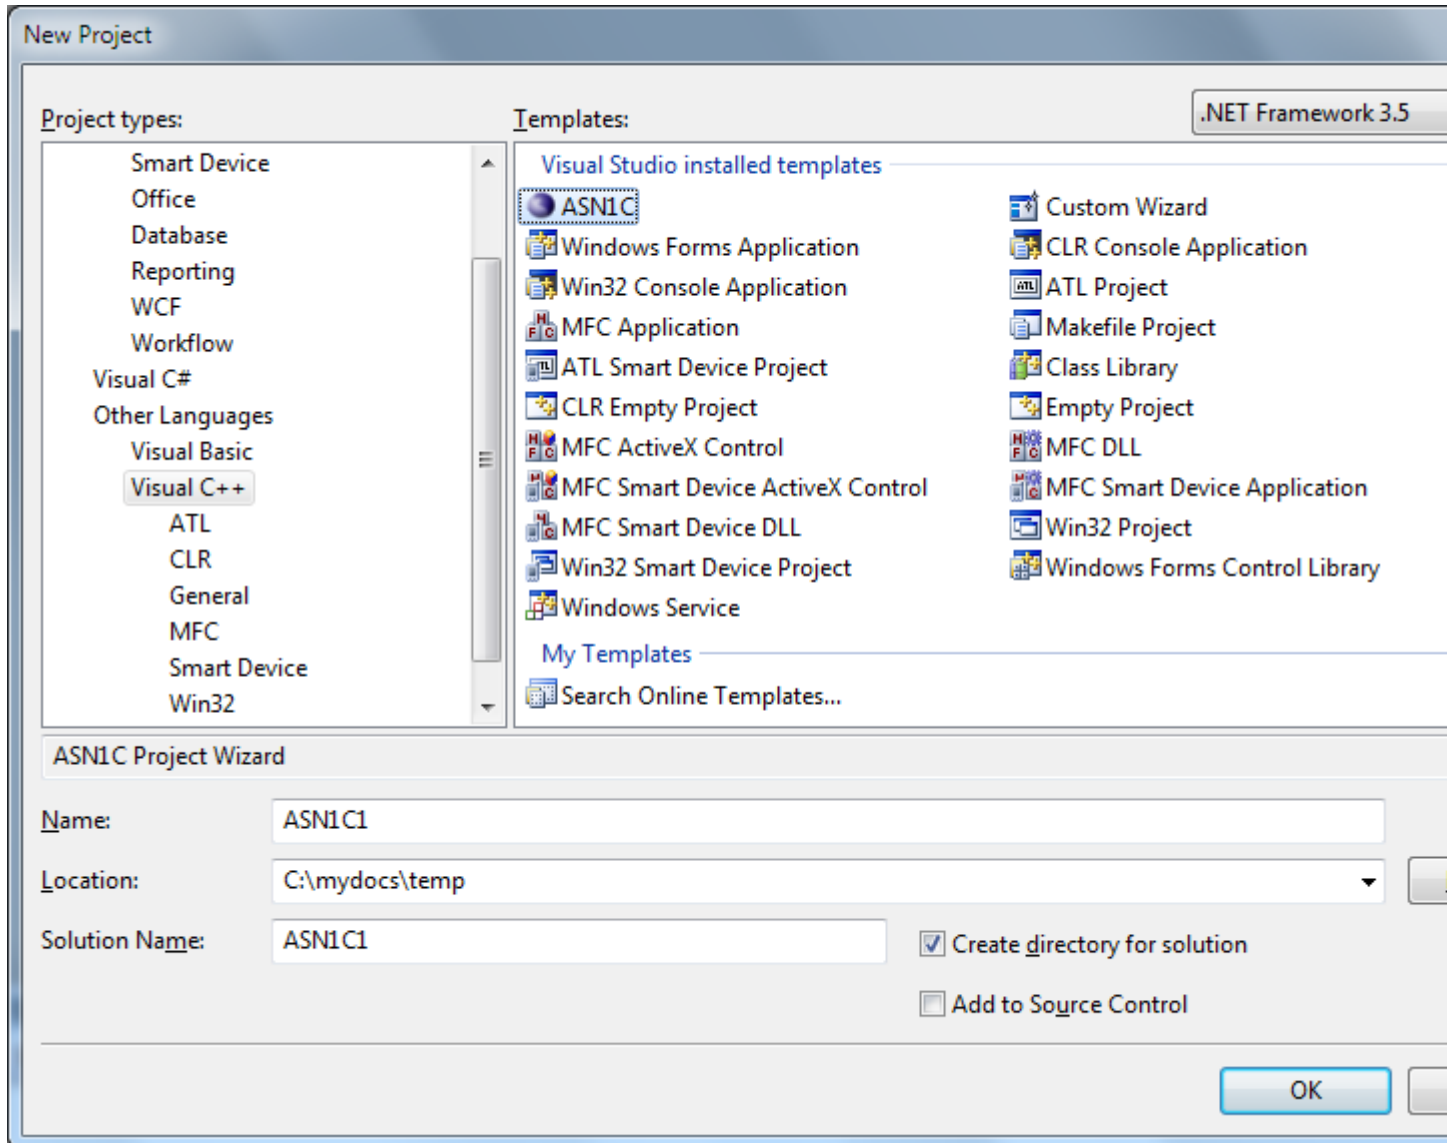 New Project
Project types:
Templates:
.NET Framework 3.5
Smart Device
Office
Database
Reporting
WCF
Workflow
Visual C#
Other Languages
Visual Basic
Visual C++
ATL
CLR
General
MFC
Smart Device
Win32
Visual Studio installed templates
ASN1C
Custom Wizard
Windows Forms Application
CLR Console Application
Win32 Console Application
ATL Project
MFC Application
Makefile Project
ATL Smart Device Project
Class Library
CLR Empty Project
Empty Project
MFC ActiveX Control
MFC DLL
MFC Smart Device ActiveX Control
MFC Smart Device Application
MFC Smart Device DLL
Win32 Project
Win32 Smart Device Project
Windows Forms Control Library
Windows Service
My Templates
Search Online Templates...
ASN1C Project Wizard
Name:
ASN1C1
Location:
C:\mydocs\temp
Solution Name:
ASN1C1
Create directory for solution
Add to Source Control
OK